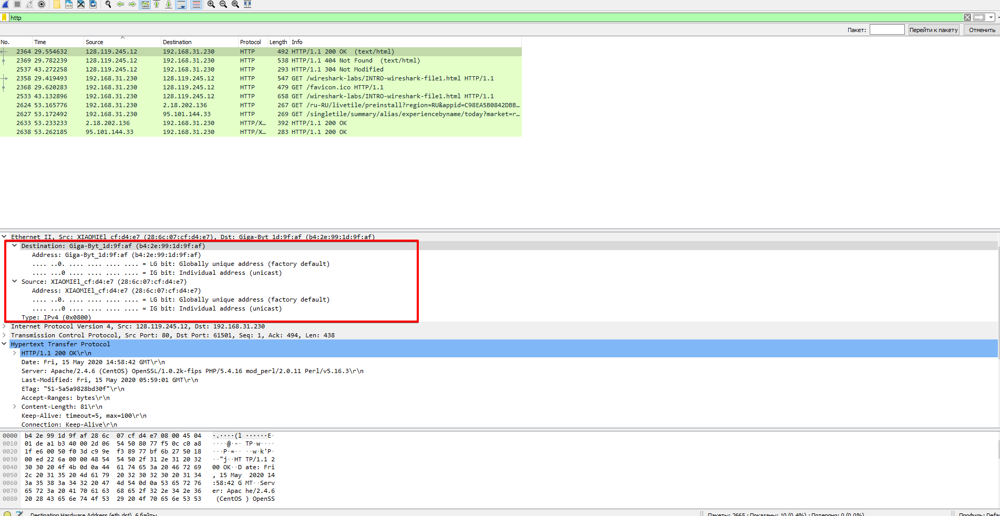 http
Пакет: Перейти к пакету Отменить
No. Time Source Destination Protocol Length Info
2364 29.554632 128.119.245.12 192.168.31.230 HTTP 492 HTTP/1.1 200 OK (text/html)
2369 29.782239 128.119.245.12 192.168.31.230 HTTP 538 HTTP/1.1 404 Not Found (text/html)
2537 43.272258 128.119.245.12 192.168.31.230 HTTP 293 HTTP/1.1 304 Not Modified
2358 29.419493 192.168.31.230 128.119.245.12 HTTP 547 GET /wireshark-labs/INTRO-wireshark-file1.html HTTP/1.1
2368 29.620283 192.168.31.230 128.119.245.12 HTTP 479 GET /favicon.ico HTTP/1.1
2533 43.132896 192.168.31.230 128.119.245.12 HTTP 658 GET /wireshark-labs/INTRO-wireshark-file1.html HTTP/1.1
2624 53.165776 192.168.31.230 2.18.202.136 HTTP 267 GET /ru-RU/livetile/preinstall?region=RU&appid=C98EA5B0842DBB…
2627 53.172492 192.168.31.230 95.101.144.33 HTTP 269 GET /singletile/summary/alias/experiencebyname/today?market=r…
2633 53.233233 2.18.202.136 192.168.31.230 HTTP/X… 392 HTTP/1.1 200 OK
2638 53.262185 95.101.144.33 192.168.31.230 HTTP/X… 283 HTTP/1.1 200 OK
Ethernet II, Src: XIAOMIEl_cf:d4:e7 (28:6c:07:cf:d4:e7), Dst: Giga-Byt_1d:9f:af (b4:2e:99:1d:9f:af)
Destination: Giga-Byt_1d:9f:af (b4:2e:99:1d:9f:af)
Address: Giga-Byt_1d:9f:af (b4:2e:99:1d:9f:af)
.... ..0. .... .... .... .... = LG bit: Globally unique address (factory default)
.... ...0 .... .... .... .... = IG bit: Individual address (unicast)
Source: XIAOMIEl_cf:d4:e7 (28:6c:07:cf:d4:e7)
Address: XIAOMIEl_cf:d4:e7 (28:6c:07:cf:d4:e7)
.... ..0. .... .... .... .... = LG bit: Globally unique address (factory default)
.... ...0 .... .... .... .... = IG bit: Individual address (unicast)
Type: IPv4 (0x0800)
Internet Protocol Version 4, Src: 128.119.245.12, Dst: 192.168.31.230
Transmission Control Protocol, Src Port: 80, Dst Port: 61501, Seq: 1, Ack: 494, Len: 438
Hypertext Transfer Protocol
HTTP/1.1 200 OK\r\n
Date: Fri, 15 May 2020 14:58:42 GMT\r\n
Server: Apache/2.4.6 (CentOS) OpenSSL/1.0.2k-fips PHP/5.4.16 mod_perl/2.0.11 Perl/v5.16.3\r\n
Last-Modified: Fri, 15 May 2020 05:59:01 GMT\r\n
ETag: "51-5a5a9828bd30f"\r\n
Accept-Ranges: bytes\r\n
Content-Length: 81\r\n
Keep-Alive: timeout=5, max=100\r\n
Connection: Keep-Alive\r\n
0000 b4 2e 99 1d 9f af 28 6c 07 cf d4 e7 08 00 45 04 ·.····(l ······E·
0010 01 de a1 b3 40 00 2d 06 54 50 80 77 f5 0c c0 a8 ····@·-· TP·w····
0020 1f e6 00 50 f0 3d c9 9e f3 89 77 bf 6b 27 50 18 ···P·=·· ··w·k'P·
0030 00 ed 22 6a 00 00 48 54 54 50 2f 31 2e 31 20 32 ··"j··HT TP/1.1 2
0040 30 30 20 4f 4b 0d 0a 44 61 74 65 3a 20 46 72 69 00 OK··D ate: Fri
0050 2c 20 31 35 20 4d 61 79 20 32 30 32 30 20 31 34 , 15 May 2020 14
0060 3a 35 38 3a 34 32 20 47 4d 54 0d 0a 53 65 72 76 :58:42 G MT··Serv
0070 65 72 3a 20 41 70 61 63 68 65 2f 32 2e 34 2e 36 er: Apac he/2.4.6
0080 20 28 43 65 6e 74 4f 53 29 20 4f 70 65 6e 53 53 (CentOS ) OpenSS
Destination Hardware Address (eth.dst), 6 байты Пакеты: 2665 · Показаны: 10 (0.4%) · Потеряно: 0 (0.0%) Профиль: Defa